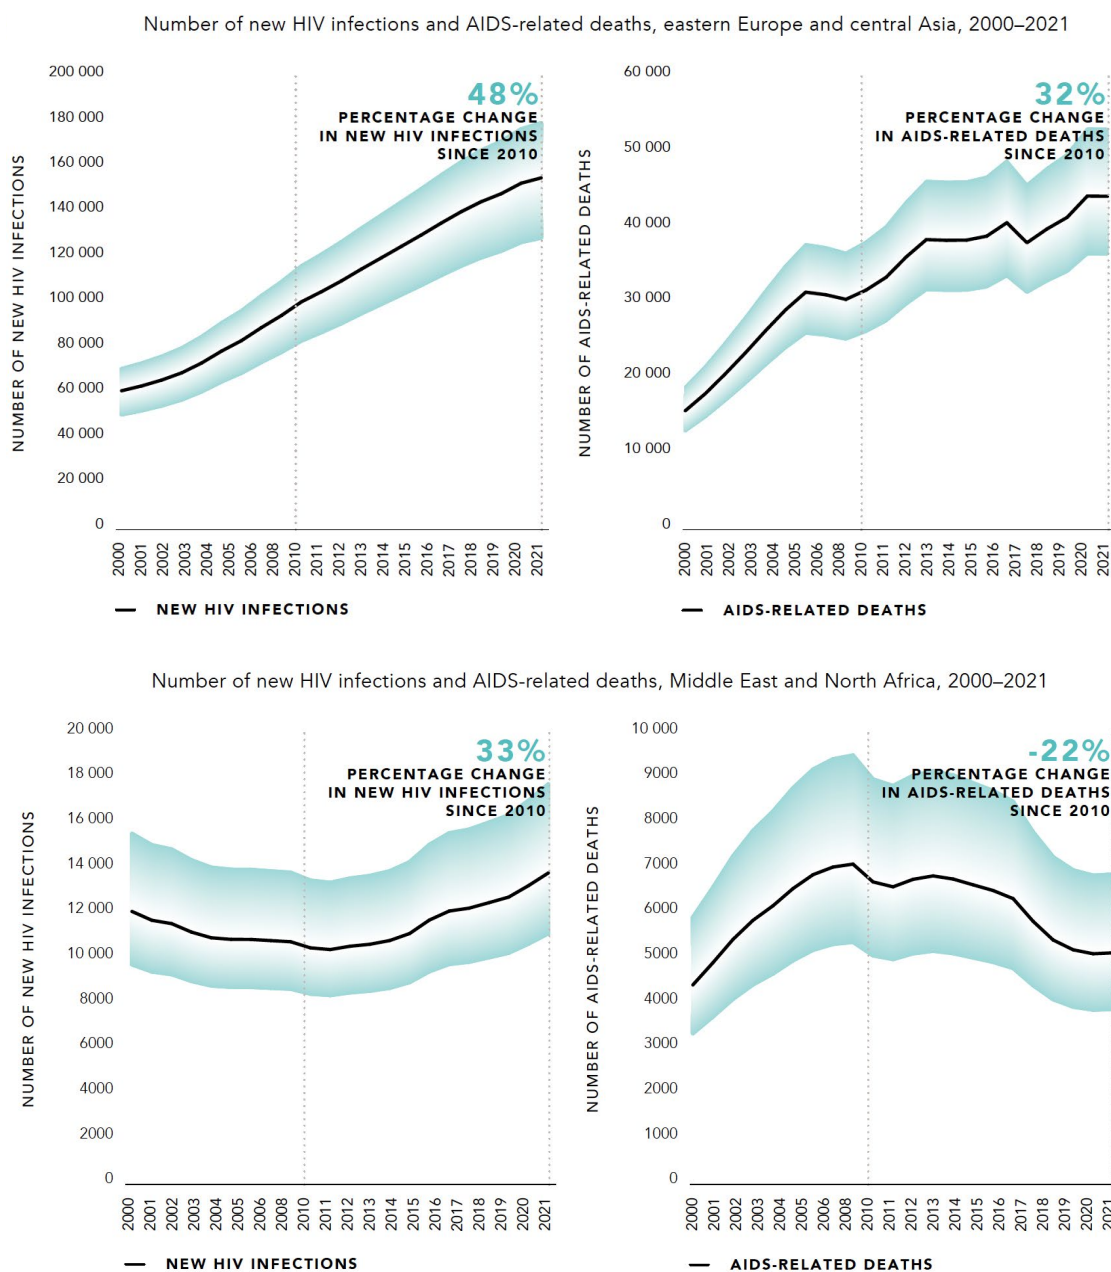 Number of new HIV infections and AIDS-related deaths, eastern Europe and central Asia, 2000–2021
NUMBER OF NEW HIV INFECTIONS
200 000
180 000
160 000
140 000
120 000
100 000
80 000
60 000
40 000
20 000
0
48%
PERCENTAGE CHANGE
IN NEW HIV INFECTIONS
SINCE 2010
2000 2001 2002 2003 2004 2005 2006 2008 2010 2011 2012 2013 2014 2015 2016 2017 2018 2019 2020 2021
NEW HIV INFECTIONS
NUMBER OF AIDS-RELATED DEATHS
60 000
50 000
40 000
30 000
20 000
10 000
0
32%
PERCENTAGE CHANGE
IN AIDS-RELATED DEATHS
SINCE 2010
2000 2001 2002 2003 2004 2005 2006 2008 2010 2011 2012 2013 2014 2015 2016 2017 2018 2019 2020 2021
AIDS-RELATED DEATHS
Number of new HIV infections and AIDS-related deaths, Middle East and North Africa, 2000–2021
NUMBER OF NEW HIV INFECTIONS
20 000
18 000
16 000
14 000
12 000
10 000
8000
6000
4000
2000
0
33%
PERCENTAGE CHANGE
IN NEW HIV INFECTIONS
SINCE 2010
2000 2001 2002 2003 2004 2005 2006 2008 2010 2011 2012 2013 2014 2015 2016 2017 2018 2019 2020 2021
NEW HIV INFECTIONS
NUMBER OF AIDS-RELATED DEATHS
10 000
9000
8000
7000
6000
5000
4000
3000
2000
1000
0
-22%
PERCENTAGE CHANGE
IN AIDS-RELATED DEATHS
SINCE 2010
2000 2001 2002 2003 2004 2005 2006 2008 2010 2011 2012 2013 2014 2015 2016 2017 2018 2019 2020 2021
AIDS-RELATED DEATHS